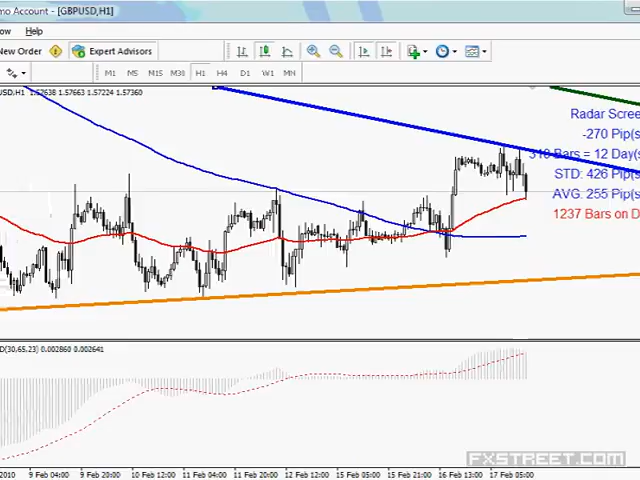 mo Account - [GBPUSD,H1]
ow Help
New Order Expert Advisors
M1 M5 M15 M30 H1 H4 D1 W1 MN
USD,H1 1.57638 1.57663 1.57224 1.57360
Radar Scree
-270 Pip(s
318 Bars = 12 Day(s
STD: 426 Pip(s
AVG: 255 Pip(s
1237 Bars on D
D(30,65,23) 0.002860 0.002641
FXSTREET.COM
2010 9 Feb 04:00 9 Feb 20:00 10 Feb 12:00 11 Feb 04:00 11 Feb 20:00 12 Feb 12:00 15 Feb 05:00 15 Feb 21:00 16 Feb 13:00 17 Feb 05:00